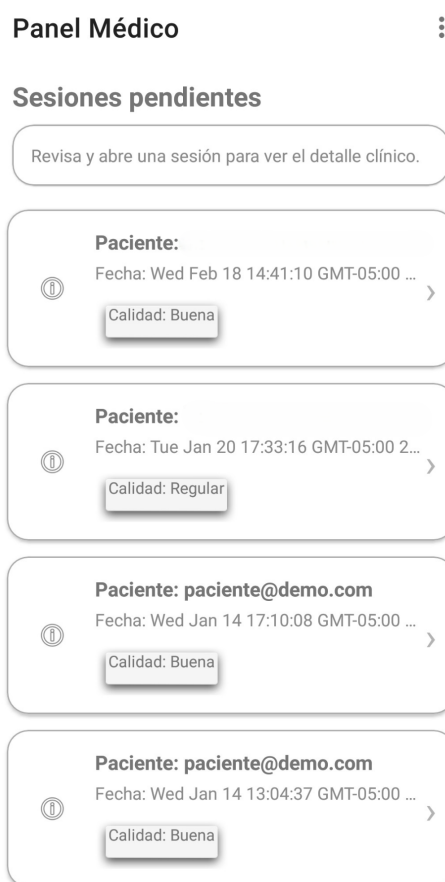 Panel Médico
Sesiones pendientes
Revisa y abre una sesión para ver el detalle clínico.
Paciente:
Fecha: Wed Feb 18 14:41:10 GMT-05:00 ...
Calidad: Buena
Paciente:
Fecha: Tue Jan 20 17:33:16 GMT-05:00 2...
Calidad: Regular
Paciente: paciente@demo.com
Fecha: Wed Jan 14 17:10:08 GMT-05:00 ...
Calidad: Buena
Paciente: paciente@demo.com
Fecha: Wed Jan 14 13:04:37 GMT-05:00 ...
Calidad: Buena